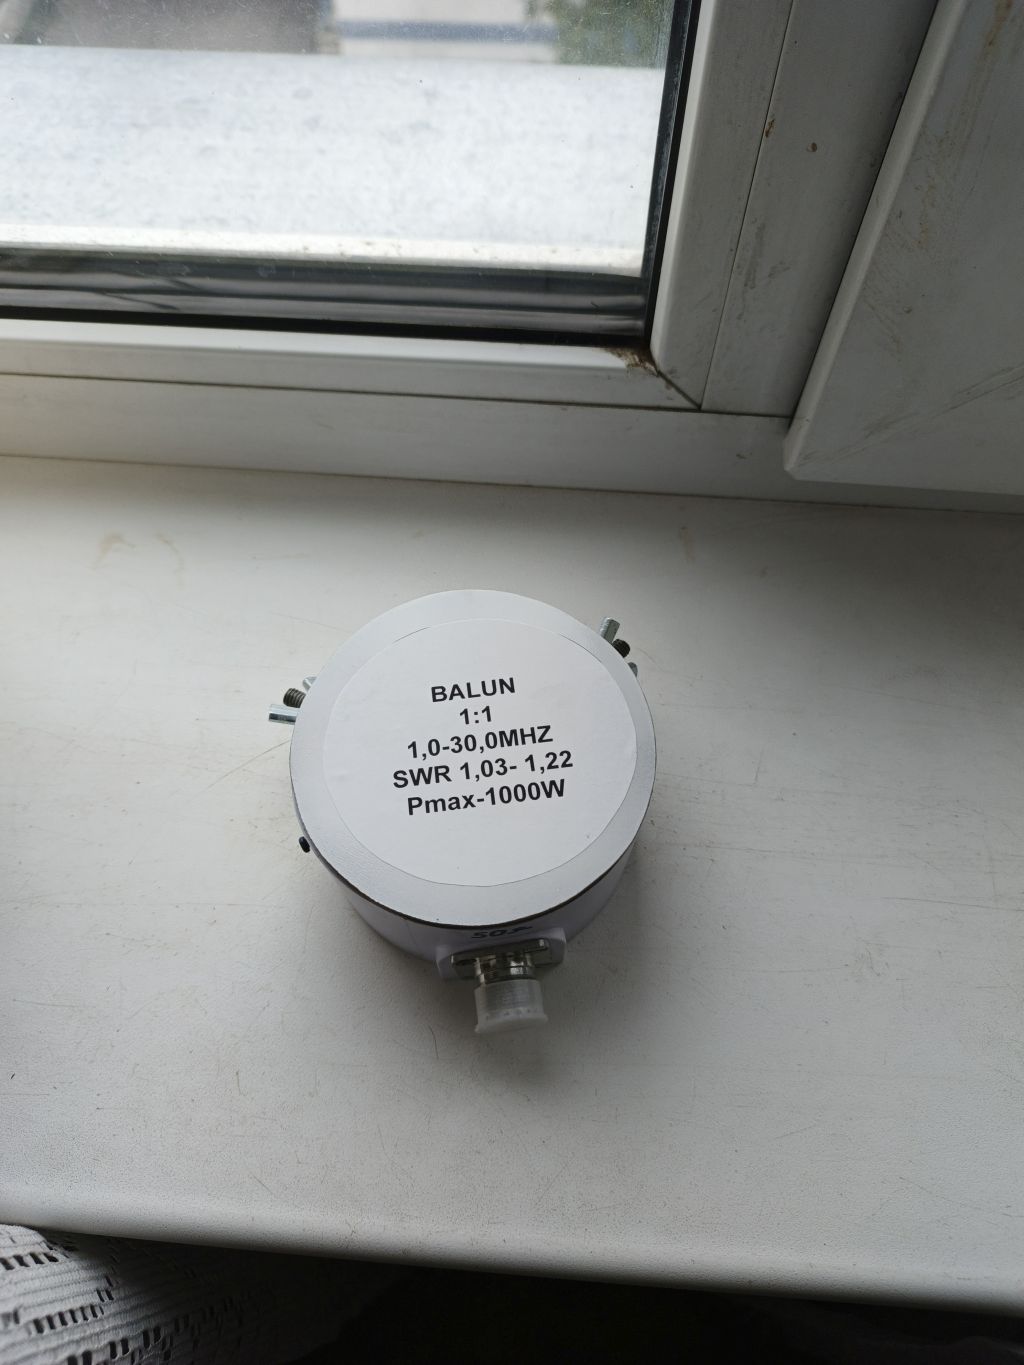 BALUN
1:1
1,0-30,0MHZ
SWR 1,03- 1,22
Pmax-1000W